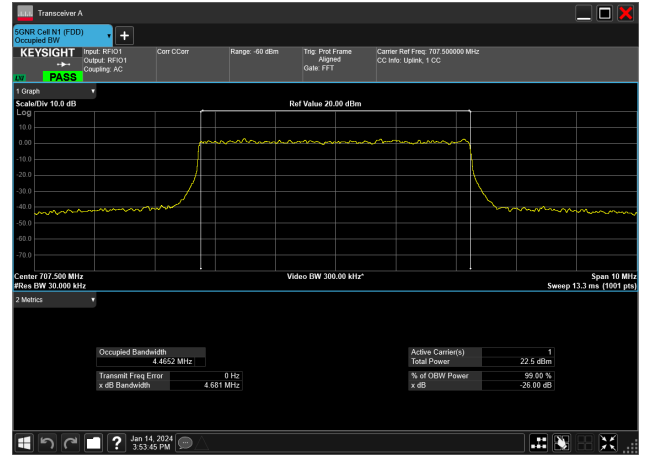 Transceiver A
5GNR Cell N1 (FDD)
Occupied BW
KEYSIGHT
LV
PASS
Input: RFIO1
Output: RFIO1
Coupling: AC
Corr CCorr
Range: -60 dBm
Trig: Prot Frame
Aligned
Gate: FFT
Carrier Ref Freq: 707.500000 MHz
CC Info: Uplink, 1 CC
1 Graph
Scale/Div 10.0 dB
Ref Value 20.00 dBm
Log
10.0
0.00
-10.0
-20.0
-30.0
-40.0
-50.0
-60.0
-70.0
Center 707.500 MHz
Video BW 300.00 kHz*
Span 10 MHz
#Res BW 30.000 kHz
Sweep 13.3 ms (1001 pts)
2 Metrics
Occupied Bandwidth
4.4652 MHz
Active Carrier(s) 1
Total Power 22.5 dBm
Transmit Freq Error 0 Hz
x dB Bandwidth 4.681 MHz
% of OBW Power 99.00 %
x dB -26.00 dB
Jan 14, 2024
3:53:45 PM